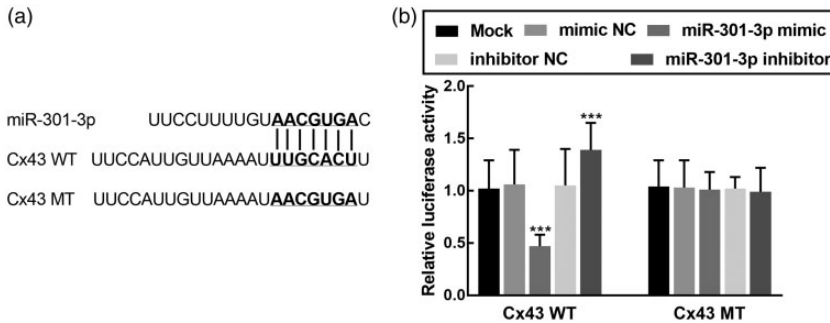 (a)
miR-301-3p UUCCUUUUGUAACGUGAC
Cx43 WT UUCCAUUGUUAAAAUUUGCACUU
Cx43 MT UUCCAUUGUUAAAAUAACGUGAU
(b)
Mock mimic NC miR-301-3p mimic
inhibitor NC miR-301-3p inhibitor
Relative luciferase activity
2.0
1.5
1.0
0.5
0.0
***
***
Cx43 WT Cx43 MT